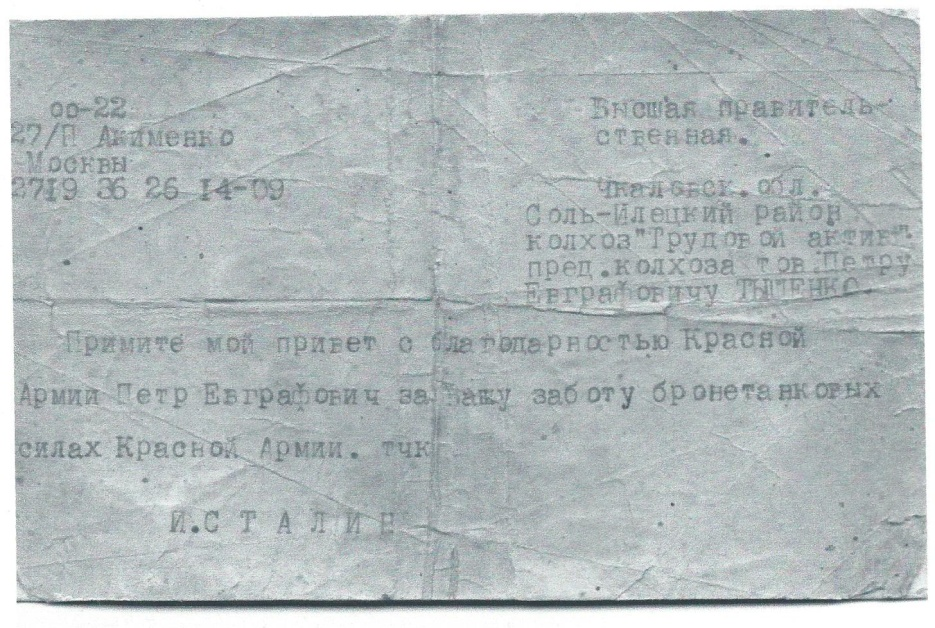 оо-22
27/П Акименко
Москвы
2719 36 26 14-09
Высшая правитель-
ственная.
Чкаловск.обл.
Соль-Илецкий район
колхоз"Трудовой актив".
пред.колхоза тов.Петру
Евграфовичу ТЫЩЕНКО.
Примите мой привет с благодарностью Красной
Армии Петр Евграфович за Вашу заботу бронетанковых
силах Красной Армии. тчк
И.С Т А Л И Н